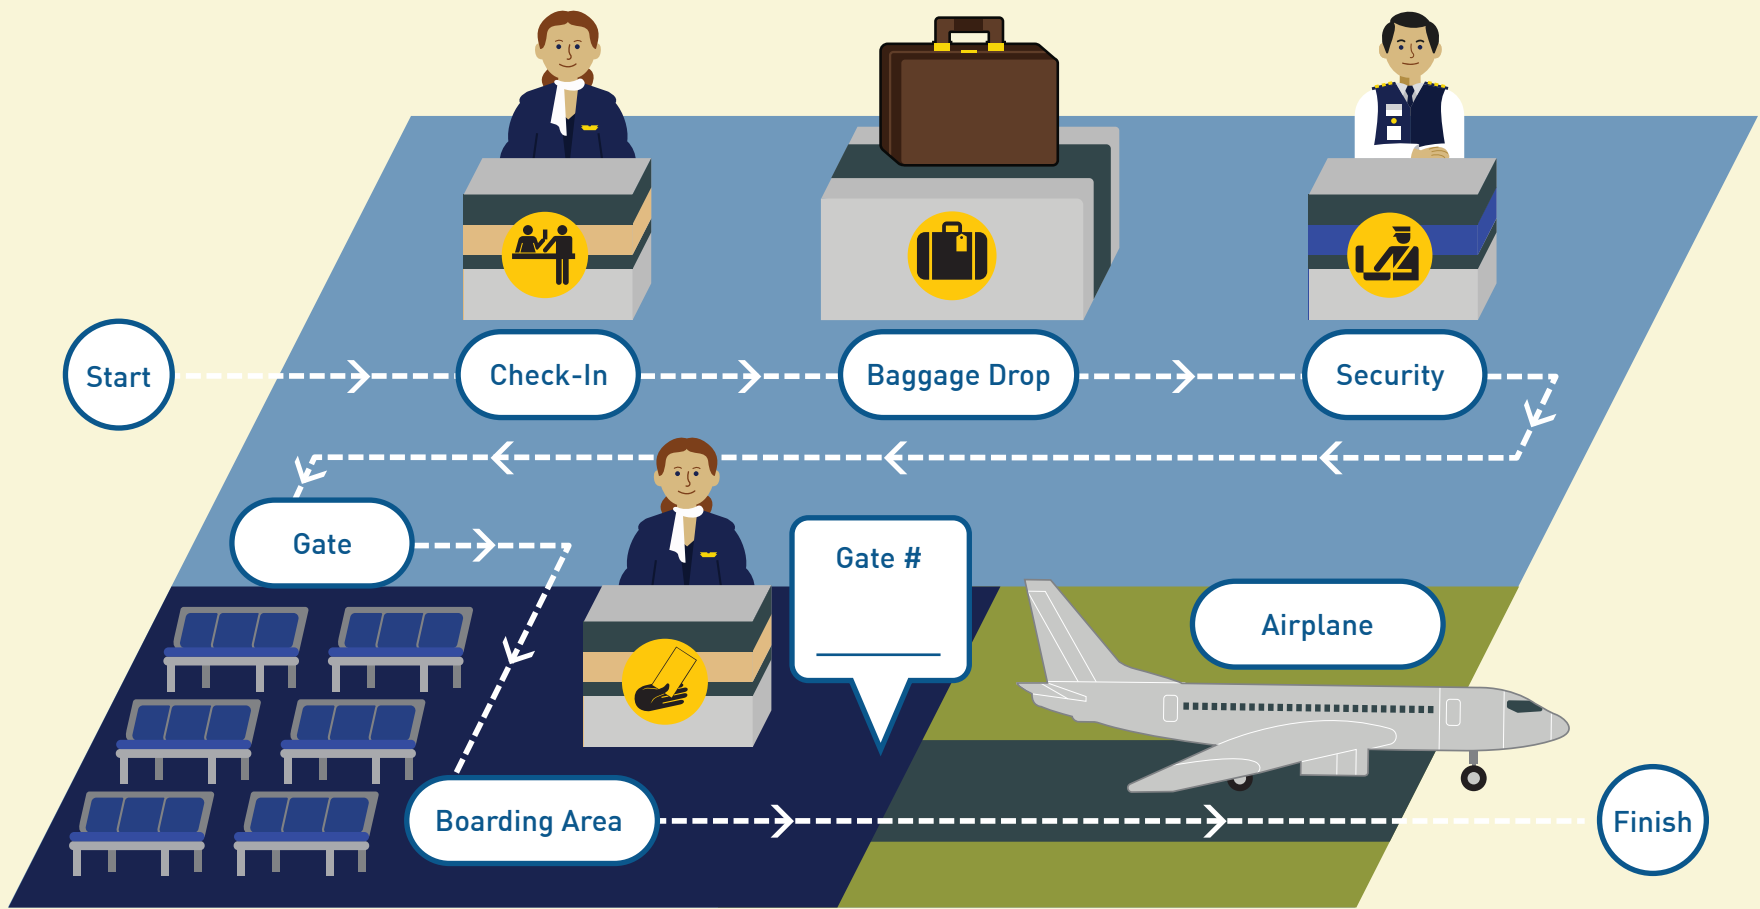 Start
Check-In
Baggage Drop
Security
Gate
Gate #
Airplane
Boarding Area
Finish